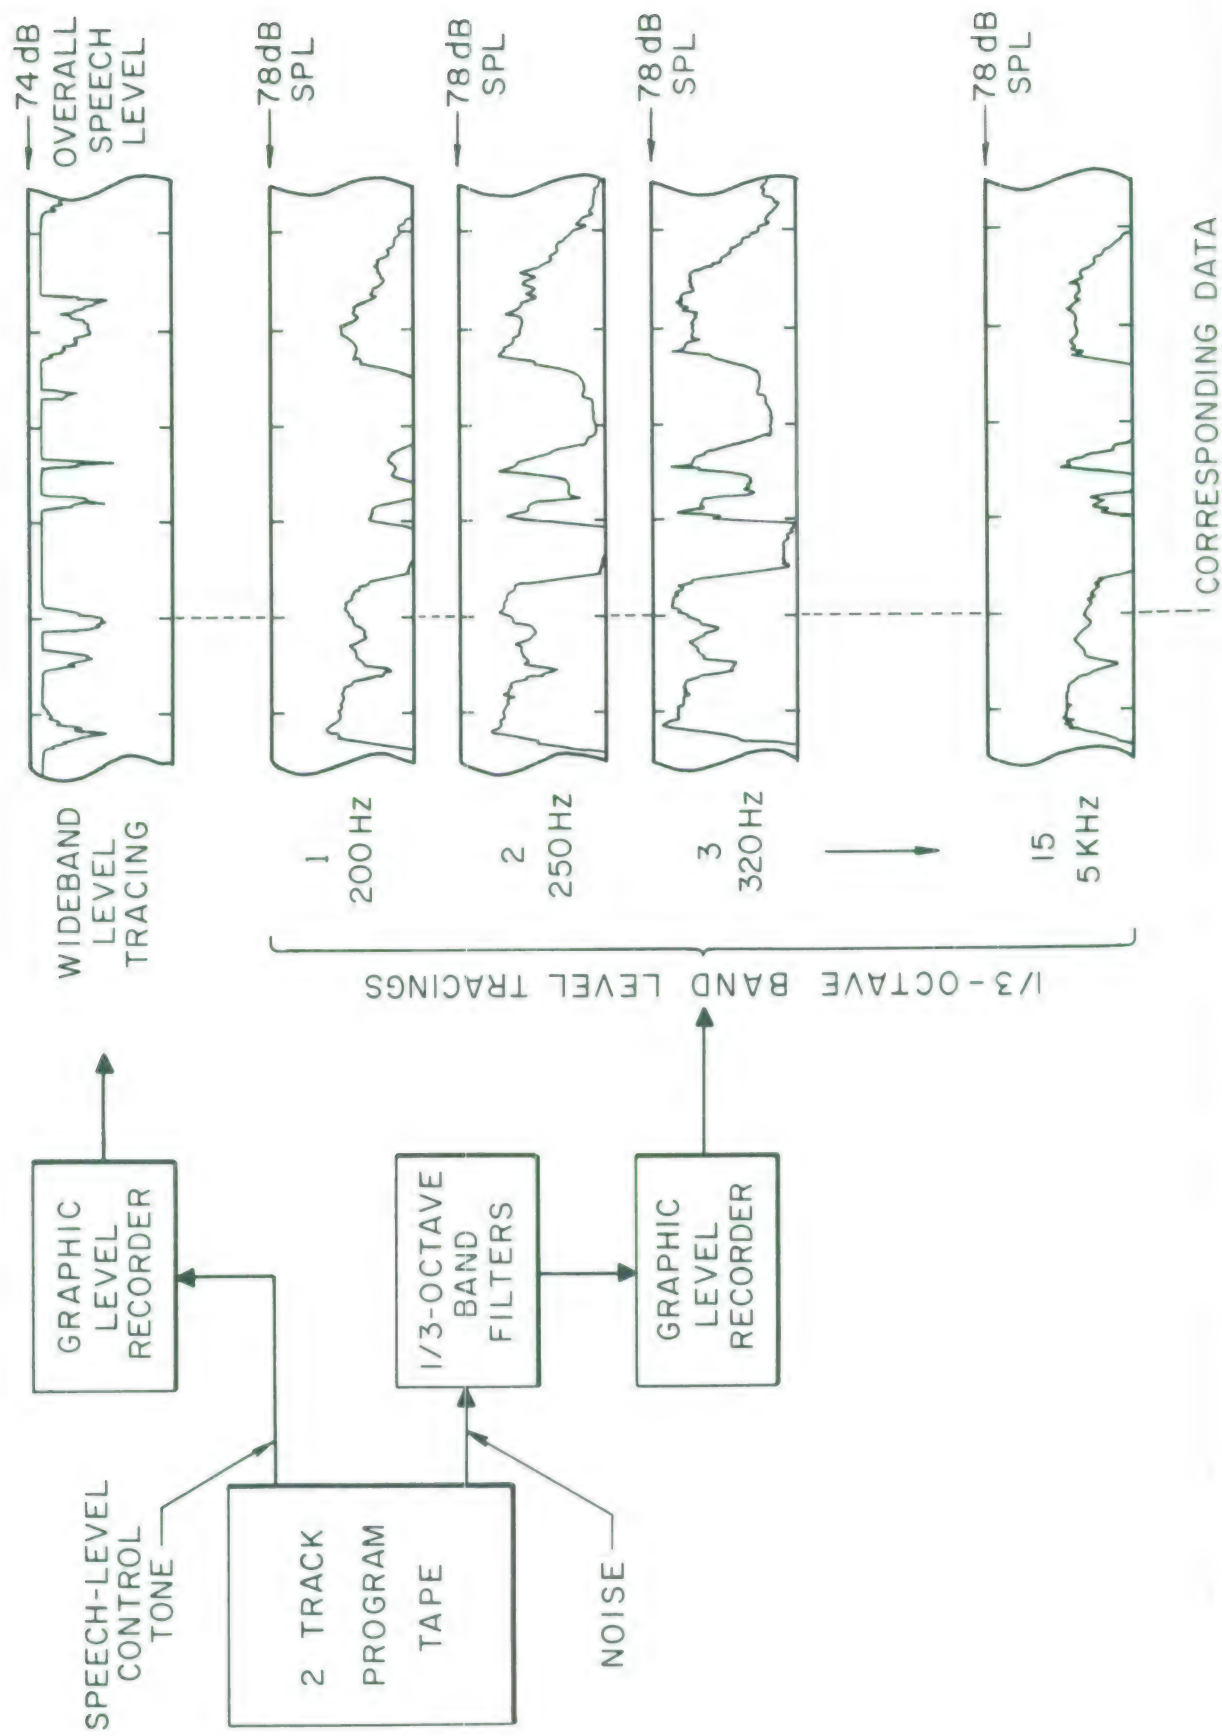 SPEECH-LEVEL
CONTROL
TONE
2 TRACK
PROGRAM
TAPE
NOISE
GRAPHIC
LEVEL
RECORDER
1/3-OCTAVE
BAND
FILTERS
GRAPHIC
LEVEL
RECORDER
WIDEBAND
LEVEL
TRACING
74 dB
OVERALL
SPEECH
LEVEL
1/3-OCTAVE BAND LEVEL TRACINGS
1
200 Hz
78 dB
SPL
2
250 Hz
78 dB
SPL
3
320 Hz
78 dB
SPL
15
5 KHz
78 dB
SPL
CORRESPONDING DATA